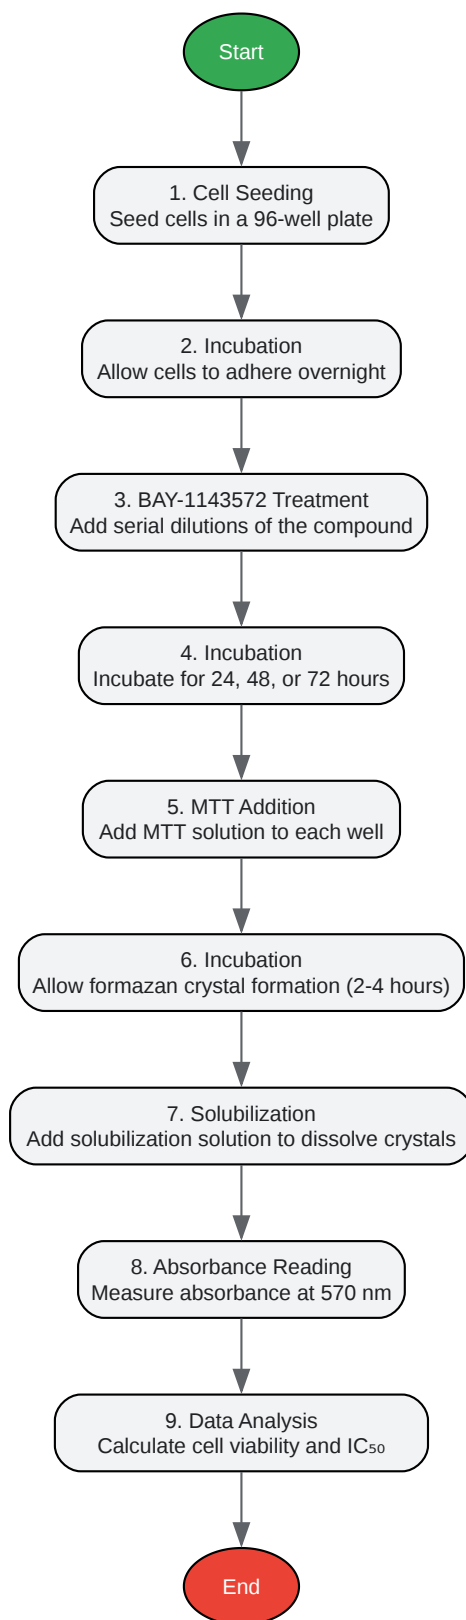 Start
1. Cell Seeding
Seed cells in a 96-well plate
2. Incubation
Allow cells to adhere overnight
3. BAY-1143572 Treatment
Add serial dilutions of the compound
4. Incubation
Incubate for 24, 48, or 72 hours
5. MTT Addition
Add MTT solution to each well
6. Incubation
Allow formazan crystal formation (2-4 hours)
7. Solubilization
Add solubilization solution to dissolve crystals
8. Absorbance Reading
Measure absorbance at 570 nm
9. Data Analysis
Calculate cell viability and IC₅₀
End